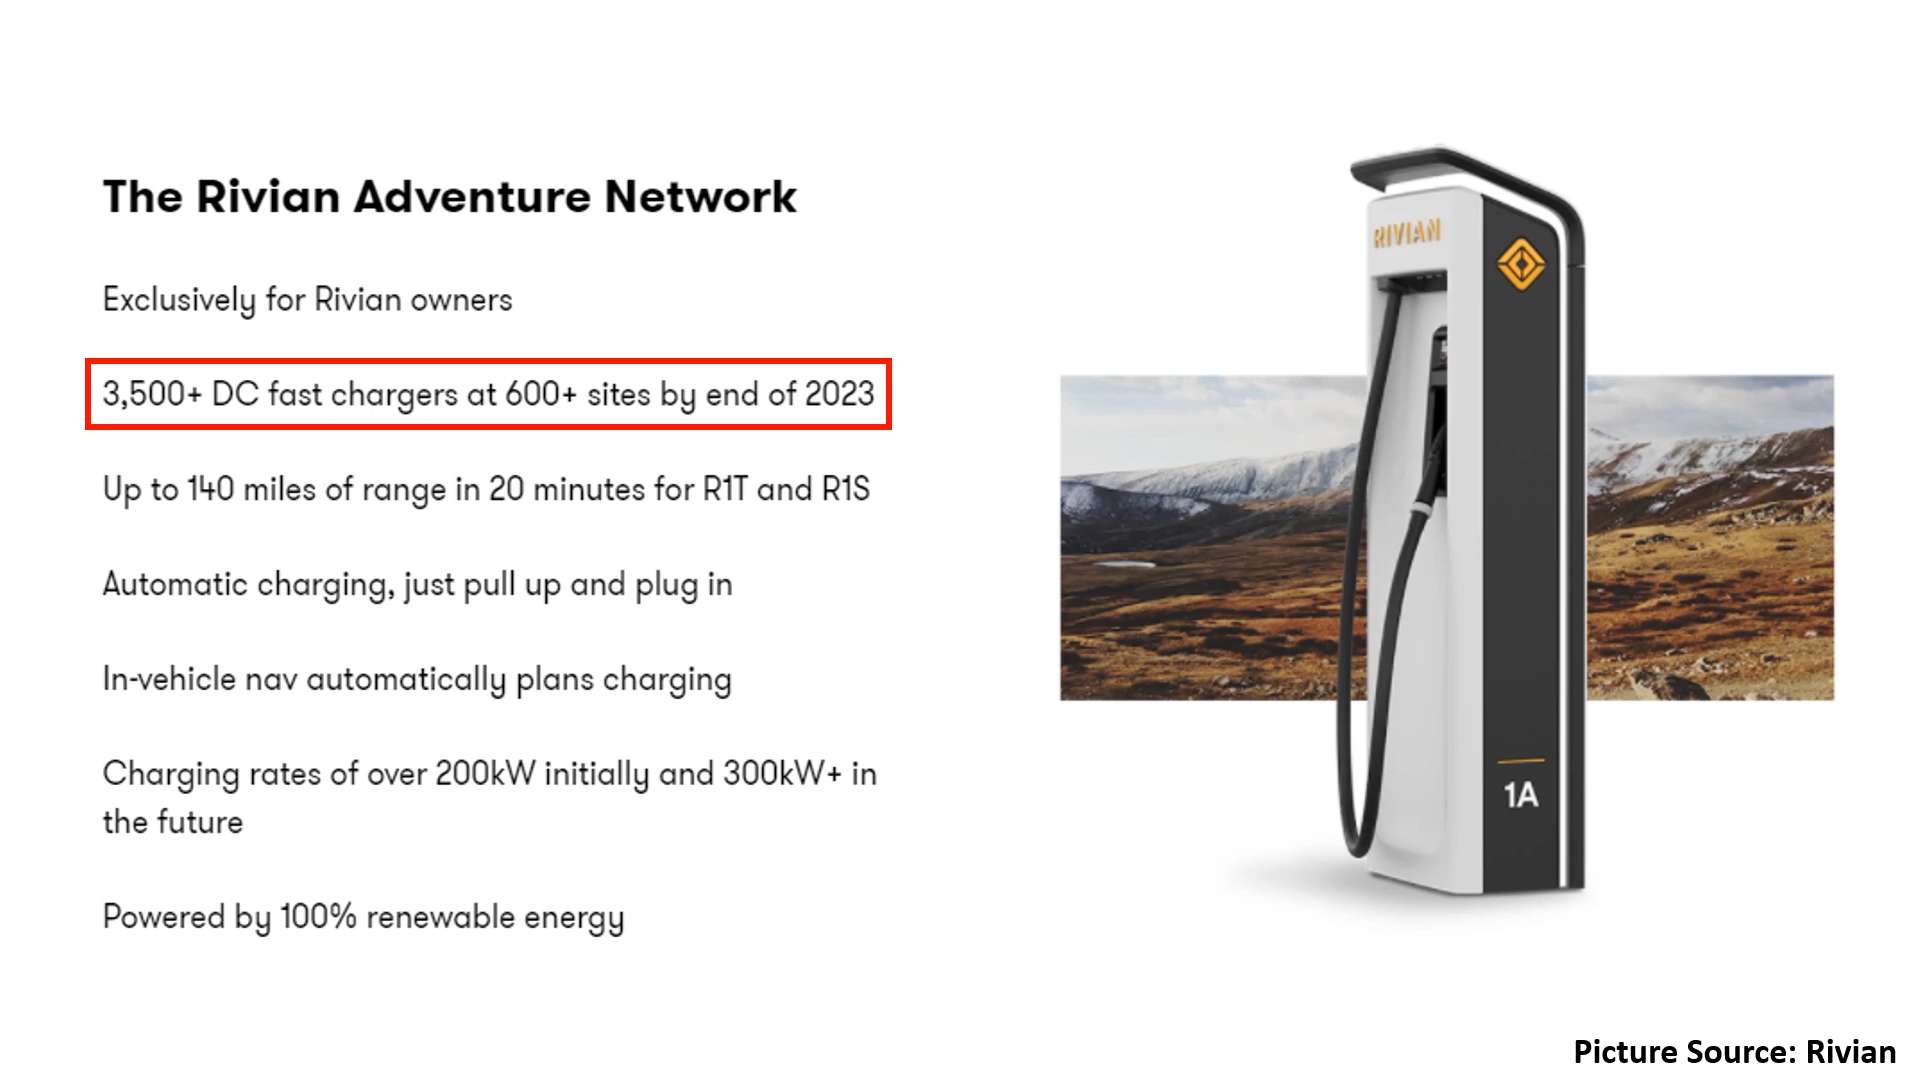 The Rivian Adventure Network
Exclusively for Rivian owners
3,500+ DC fast chargers at 600+ sites by end of 2023
Up to 140 miles of range in 20 minutes for R1T and R1S
Automatic charging, just pull up and plug in
In-vehicle nav automatically plans charging
Charging rates of over 200kW initially and 300kW+ in
the future
Powered by 100% renewable energy
RIVIAN
1A
Picture Source: Rivian